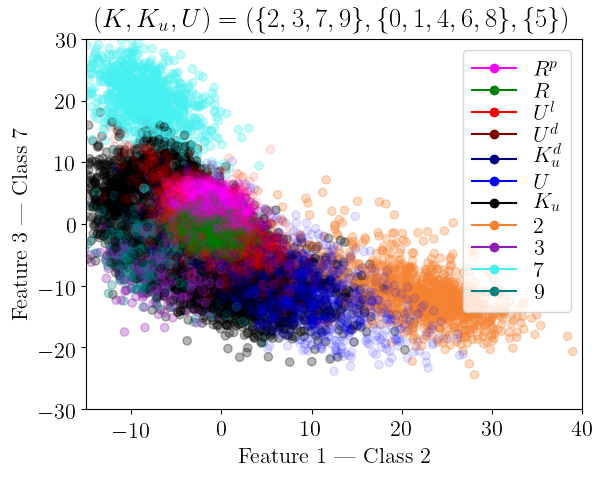 (K, K_u, U) = ({2, 3, 7, 9}, {0, 1, 4, 6, 8}, {5})
30
20
10
0
−10
−20
−30
Feature 3 — Class 7
R^p
R
U^l
U^d
K_u^d
U
K_u
2
3
7
9
−10
0
10
20
30
40
Feature 1 — Class 2